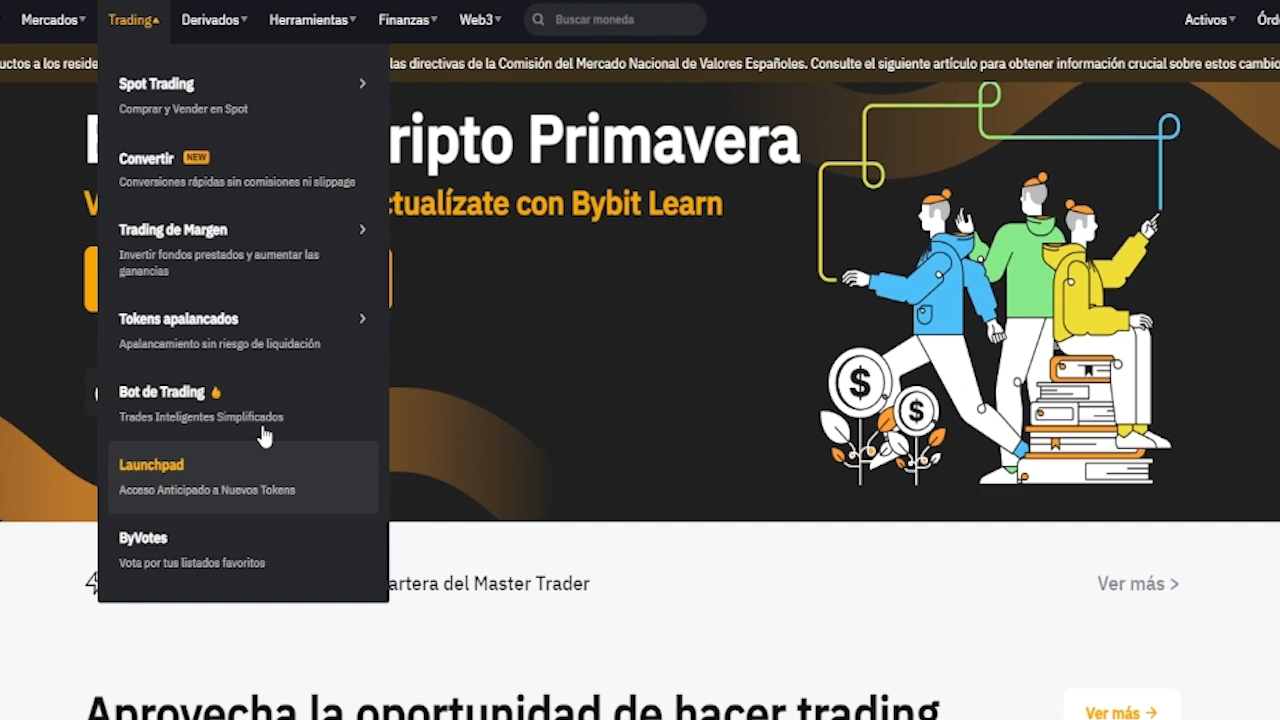 Mercados
Trading
Derivados
Herramientas
Finanzas
Web3
Buscar moneda
Activos
uctos a los reside
las directivas de la Comisión del Mercado Nacional de Valores Españoles. Consulte el siguiente artículo para obtener información crucial sobre estos cambio
Spot Trading
Comprar y Vender en Spot
Convertir NEW
Conversiones rápidas sin comisiones ni slippage
Trading de Margen
Invertir fondos prestados y aumentar las
ganancias
Tokens apalancados
Apalancamiento sin riesgo de liquidación
Bot de Trading
Trades Inteligentes Simplificados
Launchpad
Acceso Anticipado a Nuevos Tokens
ByVotes
Vota por tus listados favoritos
ripto Primavera
ctualízate con Bybit Learn
$
$
artera del Master Trader
Ver más >
Aprovecha la oportunidad de hacer trading
Ver más →